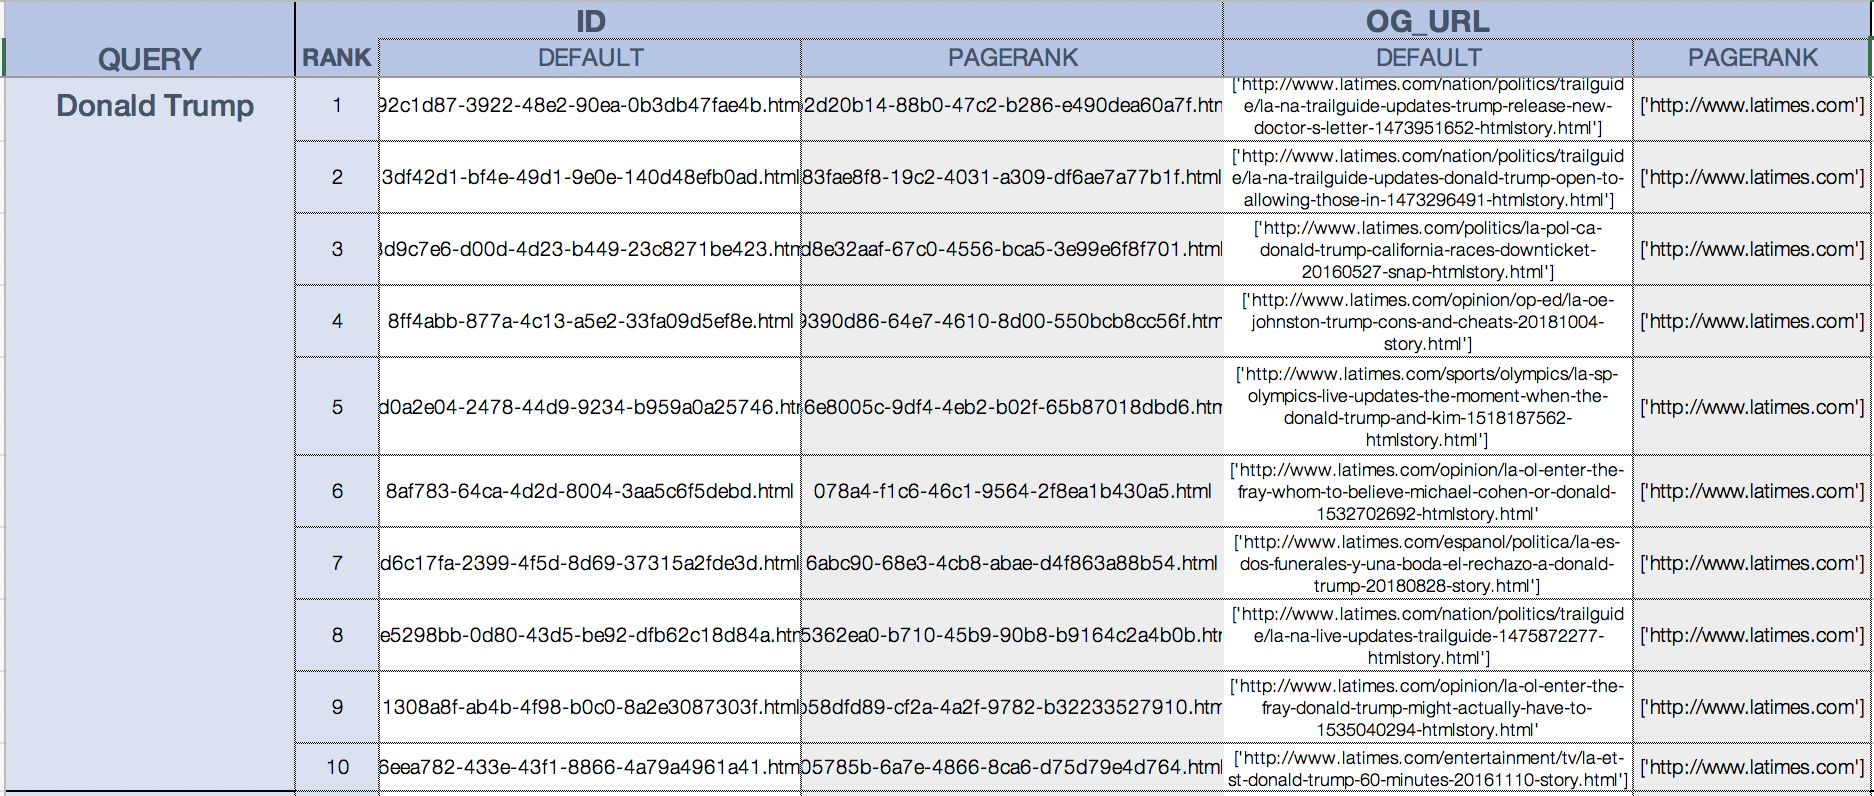 ID OG_URL
QUERY RANK DEFAULT PAGERANK DEFAULT PAGERANK
Donald Trump
1 92c1d87-3922-48e2-90ea-0b3db47fae4b.htm 2d20b14-88b0-47c2-b286-e490dea60a7f.htm ['http://www.latimes.com/nation/politics/trailguid
e/la-na-trailguide-updates-trump-release-new-
doctor-s-letter-1473951652-htmlstory.html'] ['http://www.latimes.com']
2 3df42d1-bf4e-49d1-9e0e-140d48efb0ad.html 83fae8f8-19c2-4031-a309-df6ae7a77b1f.html ['http://www.latimes.com/nation/politics/trailguid
e/la-na-trailguide-updates-donald-trump-open-to-
allowing-those-in-1473296491-htmlstory.html'] ['http://www.latimes.com']
3 d9c7e6-d00d-4d23-b449-23c8271be423.htm d8e32aaf-67c0-4556-bca5-3e99e6f8f701.html ['http://www.latimes.com/politics/la-pol-ca-
donald-trump-california-races-downticket-
20160527-snap-htmlstory.html'] ['http://www.latimes.com']
4 8ff4abb-877a-4c13-a5e2-33fa09d5ef8e.html 9390d86-64e7-4610-8d00-550bcb8cc56f.htm ['http://www.latimes.com/opinion/op-ed/la-oe-
johnston-trump-cons-and-cheats-20181004-
story.html'] ['http://www.latimes.com']
5 d0a2e04-2478-44d9-9234-b959a0a25746.htm 6e8005c-9df4-4eb2-b02f-65b87018dbd6.htm ['http://www.latimes.com/sports/olympics/la-sp-
olympics-live-updates-the-moment-when-the-
donald-trump-and-kim-1518187562-
htmlstory.html'] ['http://www.latimes.com']
6 8af783-64ca-4d2d-8004-3aa5c6f5debd.html 078a4-f1c6-46c1-9564-2f8ea1b430a5.html ['http://www.latimes.com/opinion/la-ol-enter-the-
fray-whom-to-believe-michael-cohen-or-donald-
1532702692-htmlstory.html' ['http://www.latimes.com']
7 d6c17fa-2399-4f5d-8d69-37315a2fde3d.html 6abc90-68e3-4cb8-abae-d4f863a88b54.html ['http://www.latimes.com/espanol/politica/la-es-
dos-funerales-y-una-boda-el-rechazo-a-donald-
trump-20180828-story.html'] ['http://www.latimes.com']
8 e5298bb-0d80-43d5-be92-dfb62c18d84a.htm 5362ea0-b710-45b9-90b8-b9164c2a4b0b.htm ['http://www.latimes.com/nation/politics/trailguid
e/la-na-live-updates-trailguide-1475872277-
htmlstory.html'] ['http://www.latimes.com']
9 1308a8f-ab4b-4f98-b0c0-8a2e3087303f.html b58dfd89-cf2a-4a2f-9782-b32233527910.htm ['http://www.latimes.com/opinion/la-ol-enter-the-
fray-donald-trump-might-actually-have-to-
1535040294-htmlstory.html' ['http://www.latimes.com']
10 6eea782-433e-43f1-8866-4a79a4961a41.htm 05785b-6a7e-4866-8ca6-d75d79e4d764.html ['http://www.latimes.com/entertainment/tv/la-et-
st-donald-trump-60-minutes-20161110-story.html'] ['http://www.latimes.com']